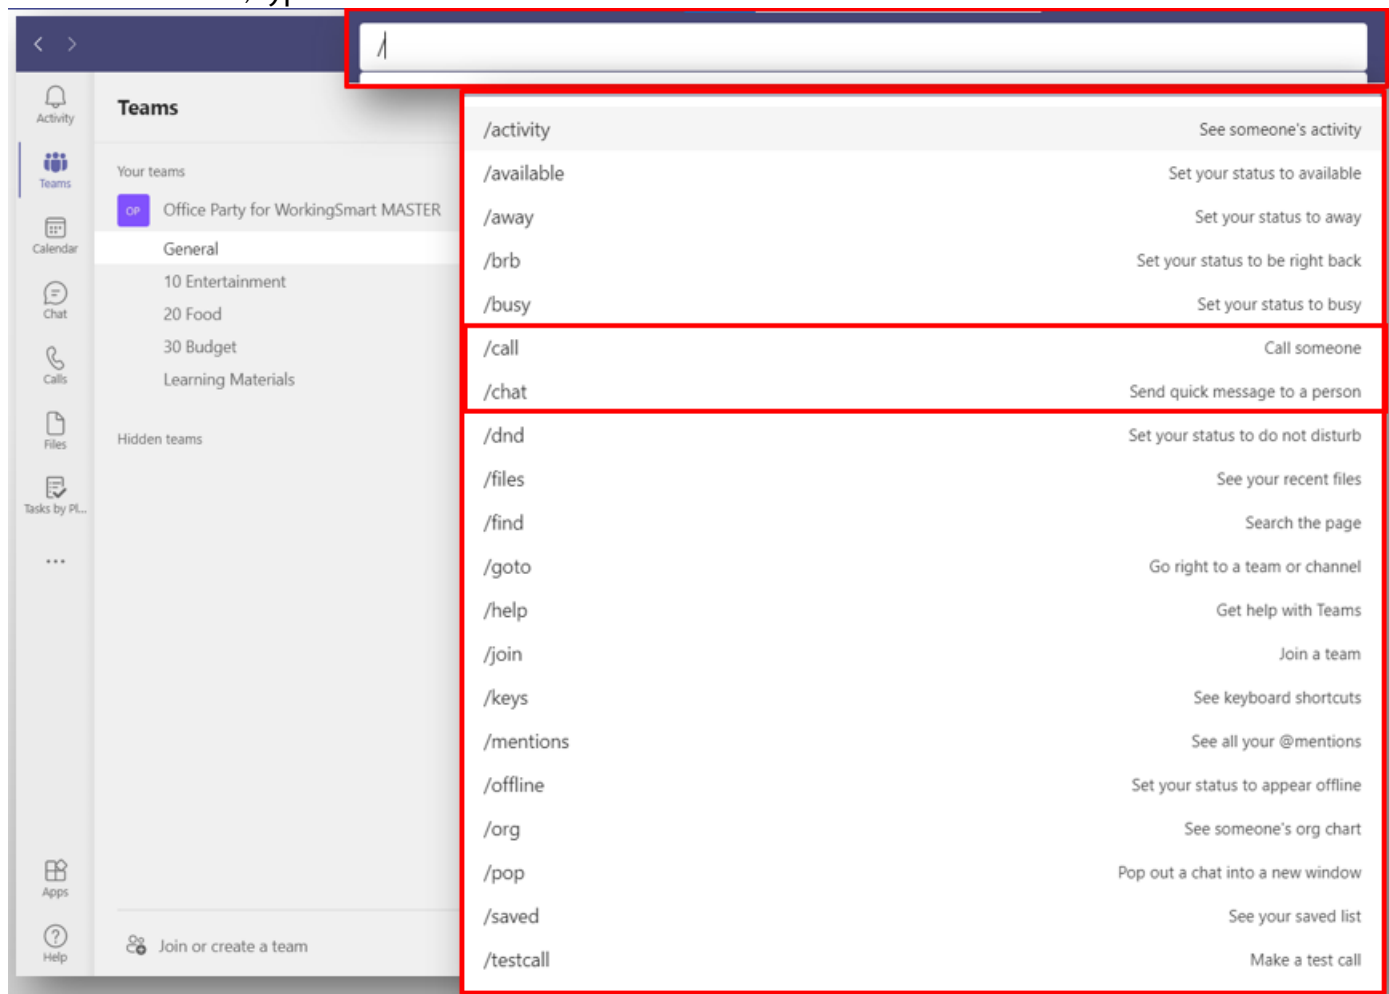 /
Activity
Teams
Calendar
Chat
Calls
Files
Tasks by Pl...
...
Apps
Help
Teams
Your teams
OP Office Party for WorkingSmart MASTER
General
10 Entertainment
20 Food
30 Budget
Learning Materials
Hidden teams
Join or create a team
/activity See someone's activity
/available Set your status to available
/away Set your status to away
/brb Set your status to be right back
/busy Set your status to busy
/call Call someone
/chat Send quick message to a person
/dnd Set your status to do not disturb
/files See your recent files
/find Search the page
/goto Go right to a team or channel
/help Get help with Teams
/join Join a team
/keys See keyboard shortcuts
/mentions See all your @mentions
/offline Set your status to appear offline
/org See someone's org chart
/pop Pop out a chat into a new window
/saved See your saved list
/testcall Make a test call